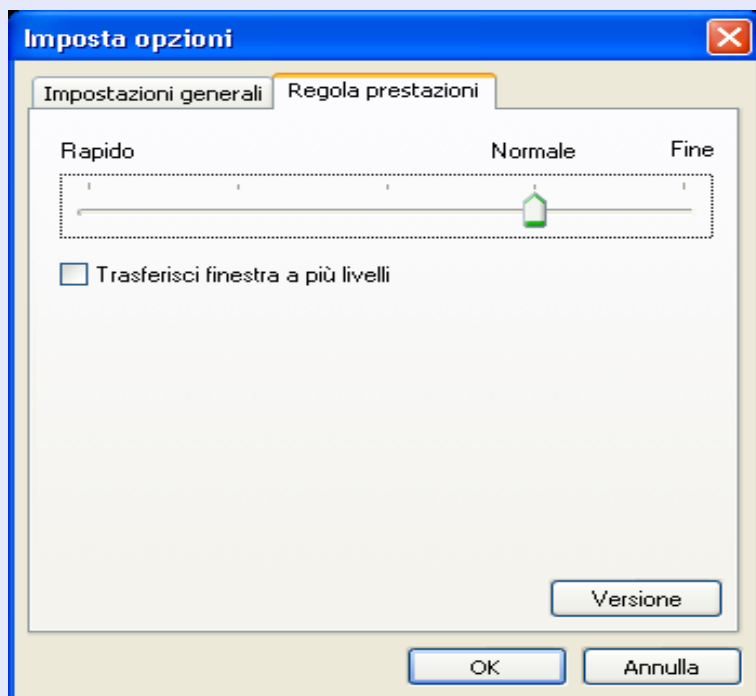 Imposta opzioni
Impostazioni generali Regola prestazioni
Rapido Normale Fine
Trasferisci finestra a più livelli
Versione
OK Annulla